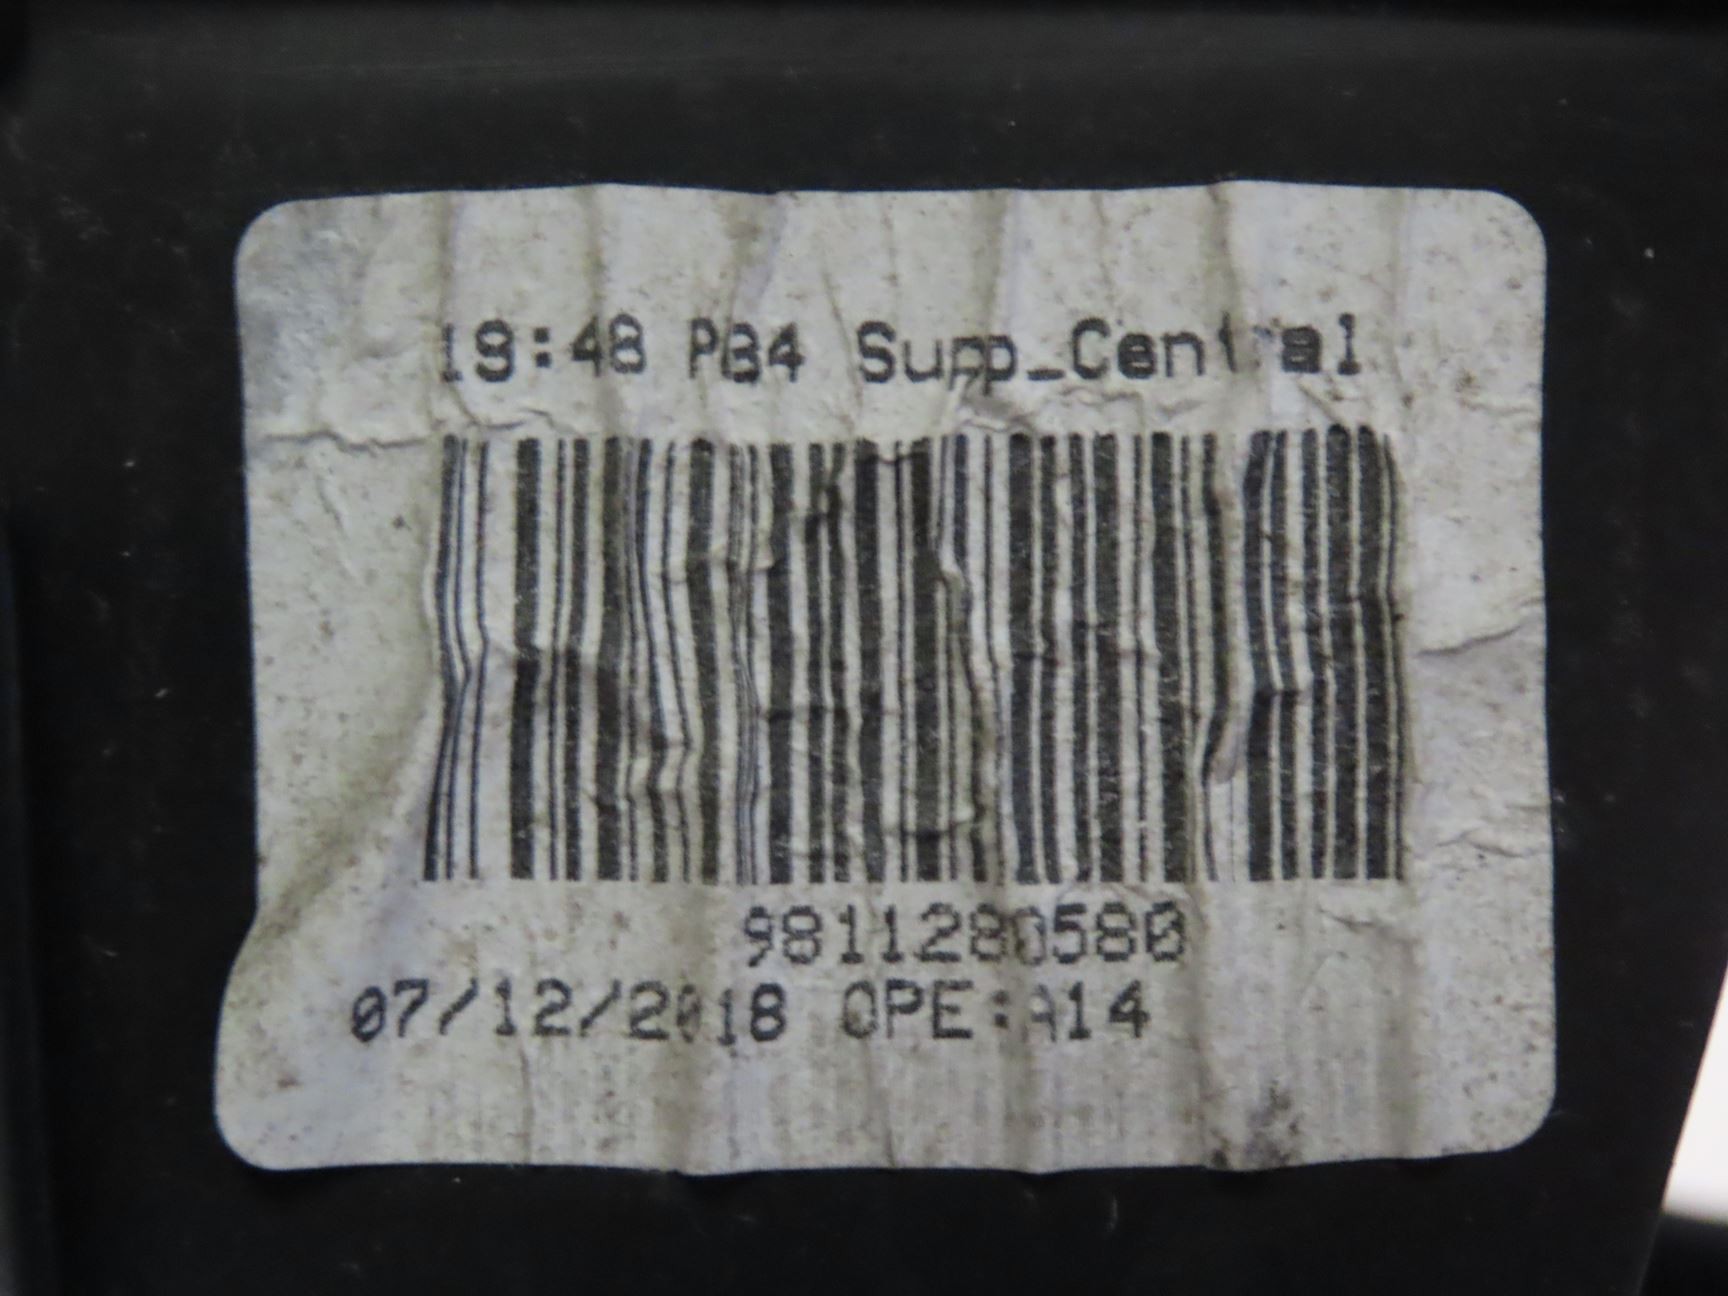 19:48 PB4 Supp_Central
9811280580
07/12/2018 OPE:A14